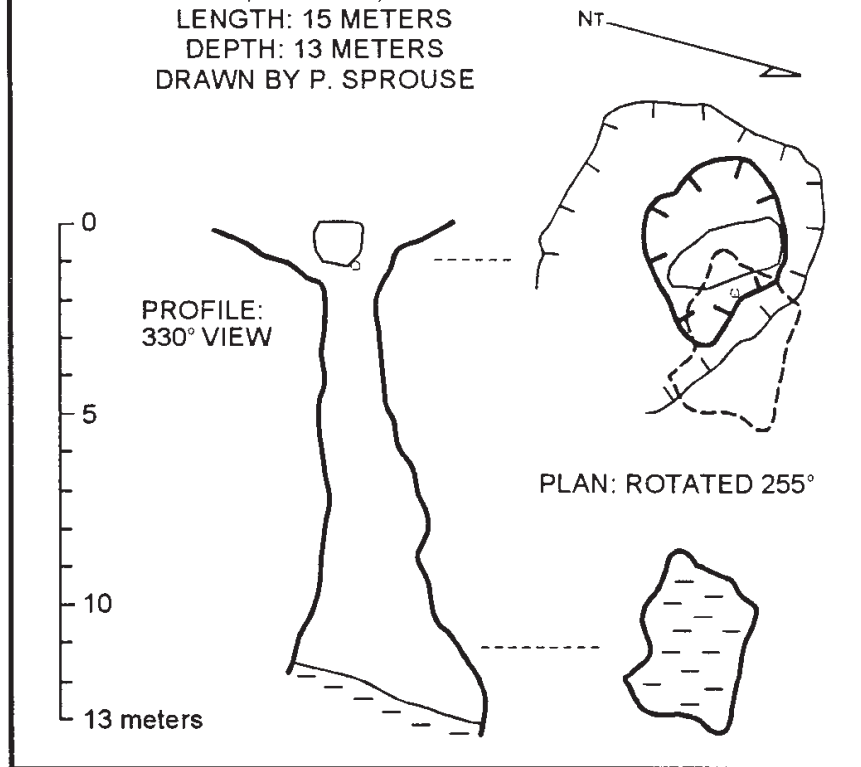 LENGTH: 15 METERS
DEPTH: 13 METERS
DRAWN BY P. SPROUSE
NT
0
PROFILE:
330° VIEW
5
PLAN: ROTATED 255°
10
13 meters